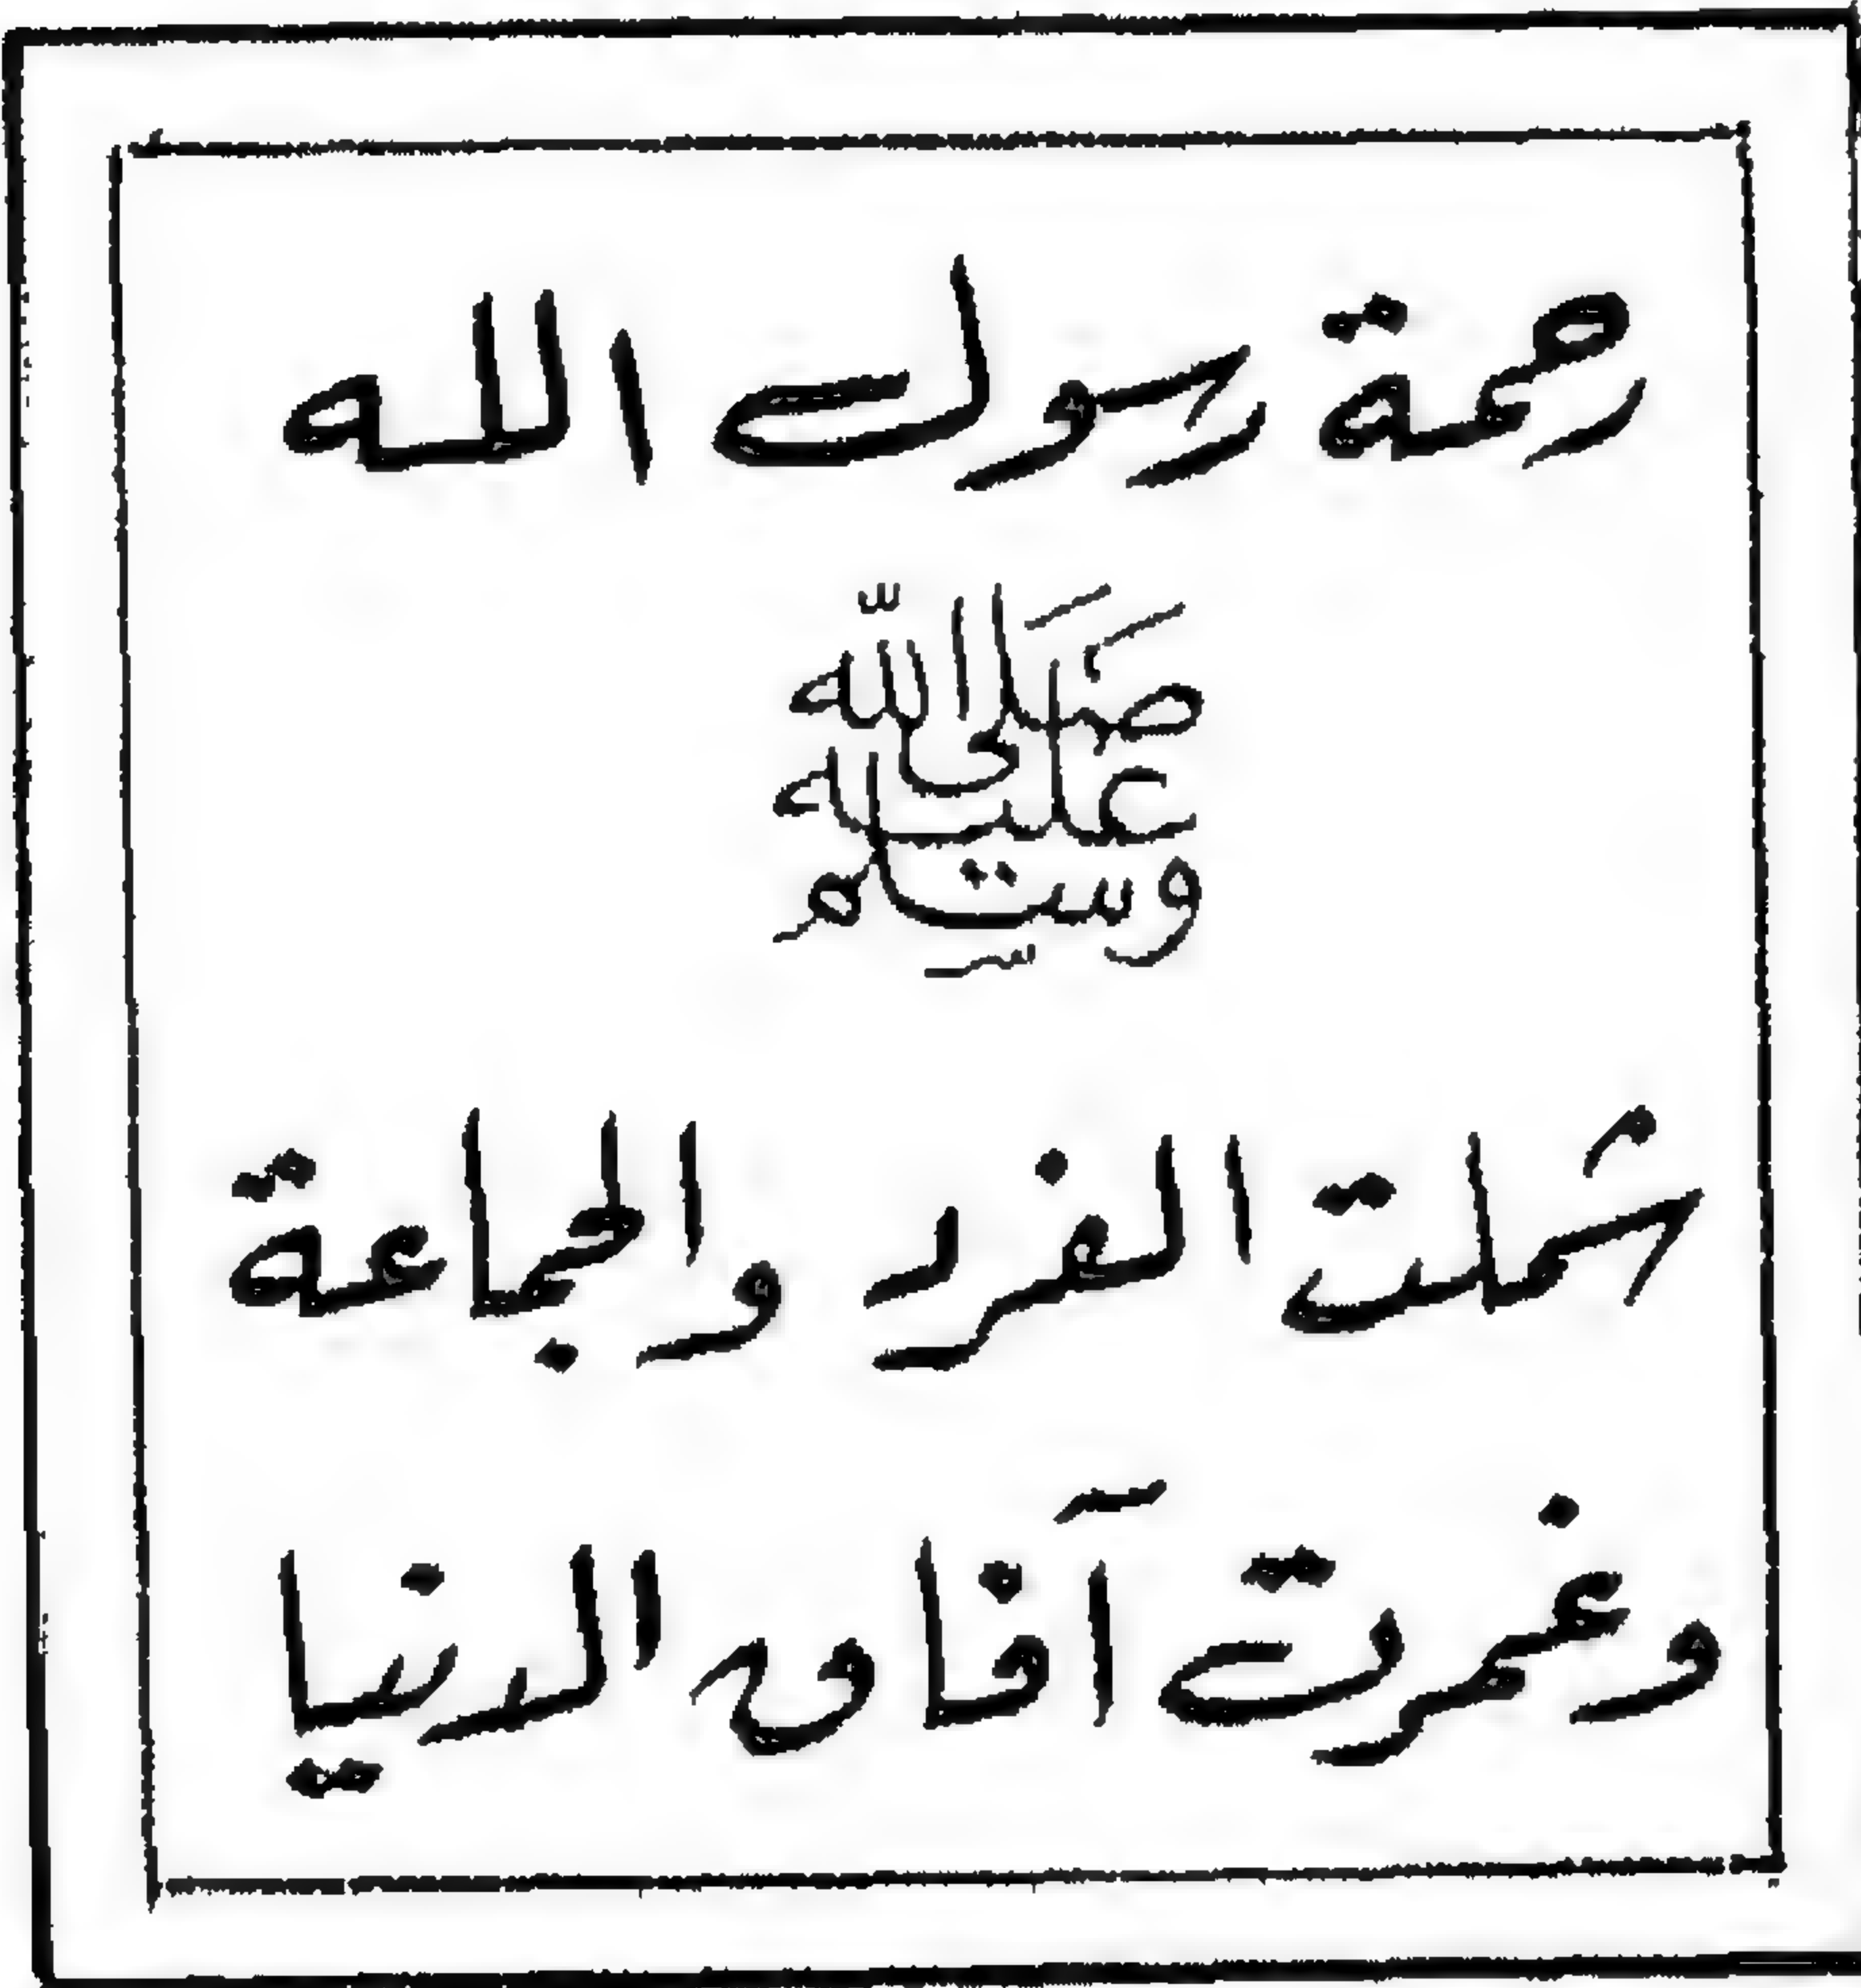 رحمة رسول الله
صلى الله عليه وسلم
شملت الفرد والجماعة
وغمرت آفاق الدنيا